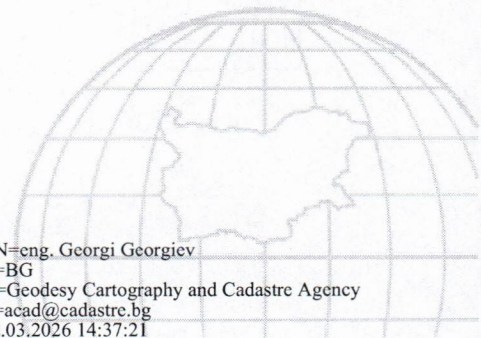 N=eng. Georgi Georgiev
=BG
=Geodesy Cartography and Cadastre Agency
=acad@cadastre.bg
.03.2026 14:37:21